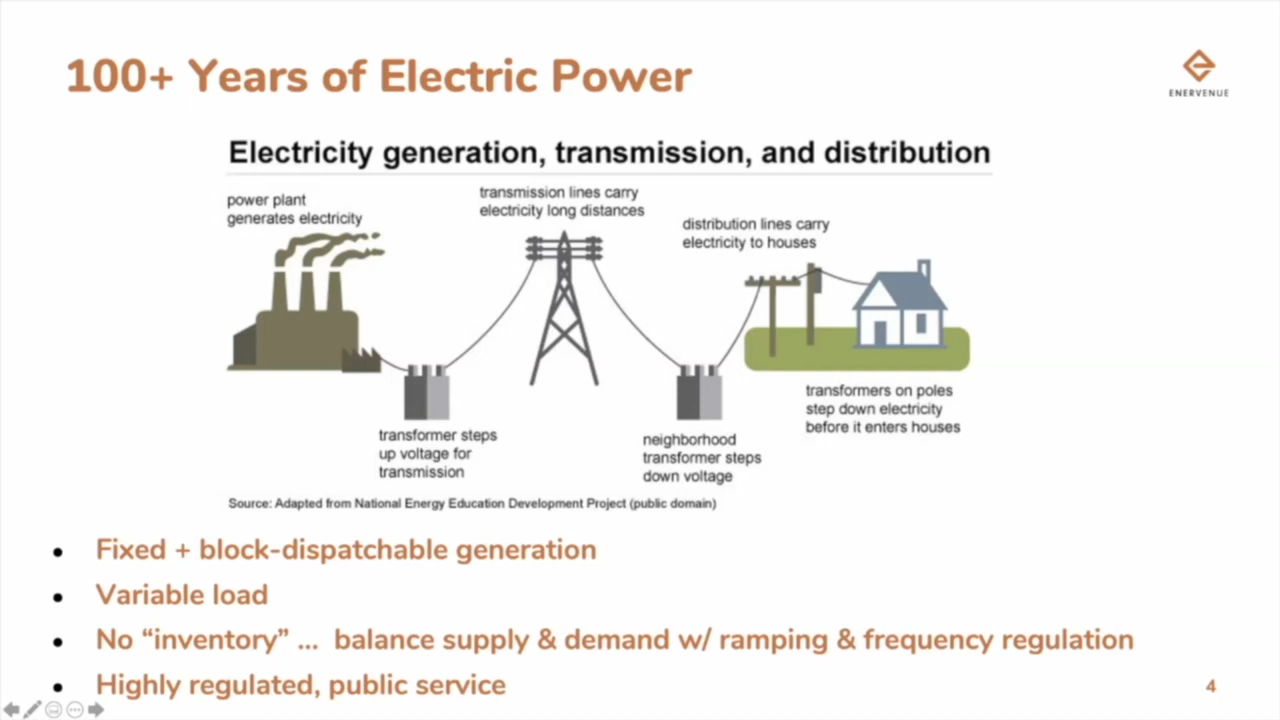 100+ Years of Electric Power
ENERVENUE
Electricity generation, transmission, and distribution
power plant
generates electricity
transmission lines carry
electricity long distances
distribution lines carry
electricity to houses
transformer steps
up voltage for
transmission
neighborhood
transformer steps
down voltage
transformers on poles
step down electricity
before it enters houses
Source: Adapted from National Energy Education Development Project (public domain)
• Fixed + block-dispatchable generation
• Variable load
• No “inventory” ... balance supply & demand w/ ramping & frequency regulation
• Highly regulated, public service
4